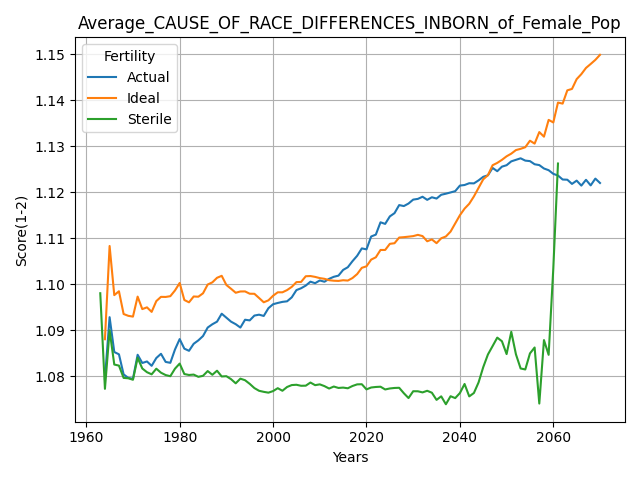 Average_CAUSE_OF_RACE_DIFFERENCES_INBORN_of_Female_Pop
Fertility
Actual
Ideal
Sterile
1.15
1.14
1.13
1.12
1.11
1.10
1.09
1.08
Score(1-2)
1960 1980 2000 2020 2040 2060
Years